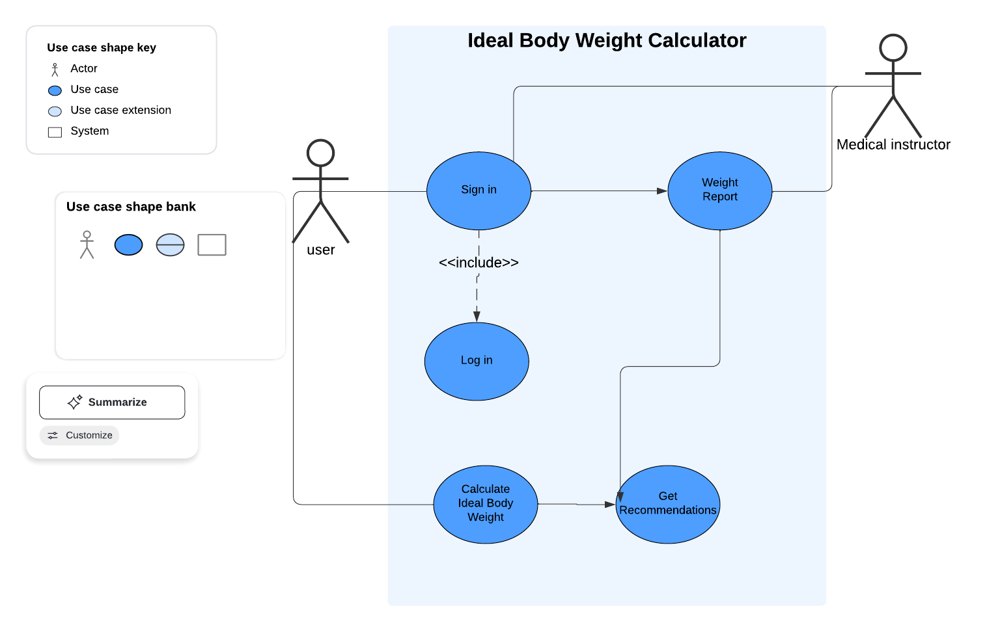 Use case shape key
Actor
Use case
Use case extension
System
Use case shape bank
Summarize
Customize
user
Ideal Body Weight Calculator
Medical instructor
Sign in
Weight
Report
<<include>>
Log in
Calculate
Ideal Body
Weight
Get
Recommendations